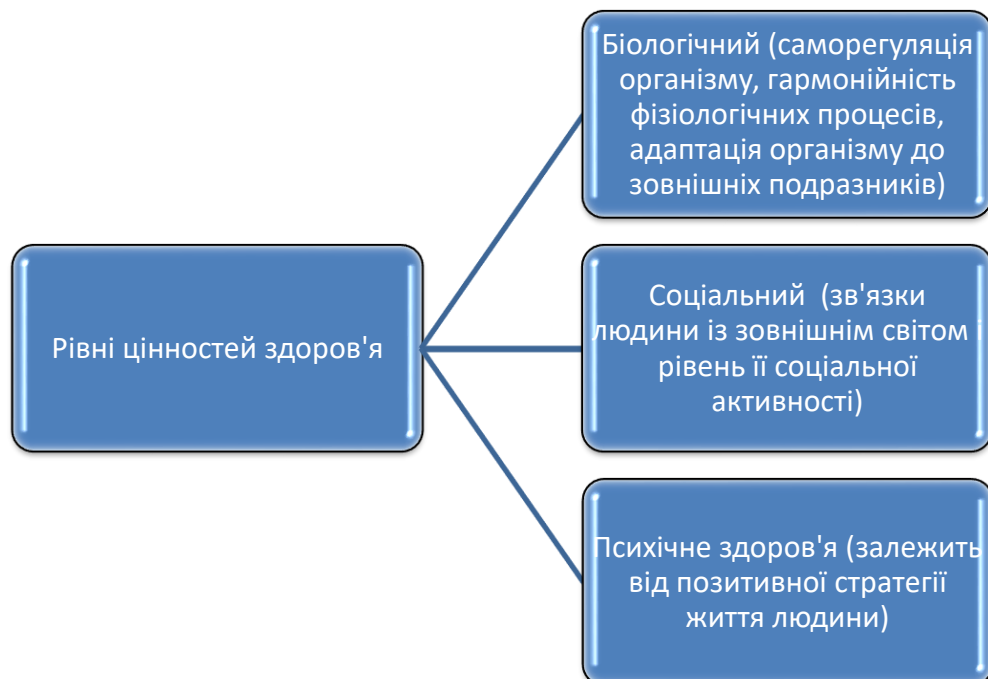 Рівні цінностей здоров'я
Біологічний (саморегуляція
організму, гармонійність
фізіологічних процесів,
адаптація організму до
зовнішніх подразників)
Соціальний (зв'язки
людини із зовнішнім світом і
рівень її соціальної
активності)
Психічне здоров'я (залежить
від позитивної стратегії
життя людини)